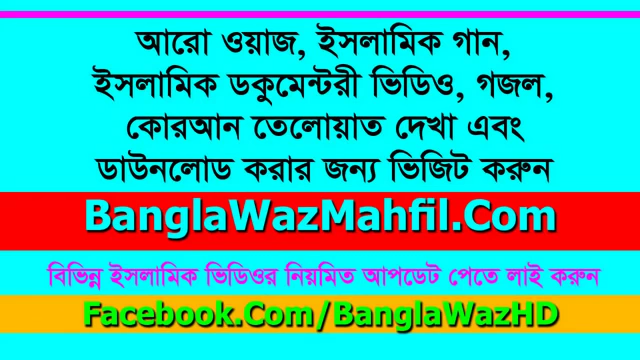 আরো ওয়াজ, ইসলামিক গান,
ইসলামিক ডকুমেন্টরী ভিডিও, গজল,
কোরআন তেলোয়াত দেখা এবং
ডাউনলোড করার জন্য ভিজিট করুন
BanglaWazMahfil.Com
বিভিন্ন ইসলামিক ভিডিওর নিয়মিত আপডেট পেতে লাই করুন
Facebook.Com/BanglaWazHD